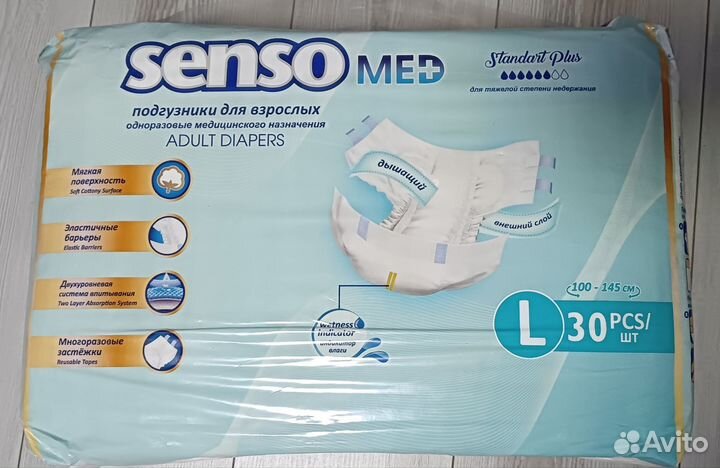 senso MED
Standart Plus
для тяжелой степени недержания
подгузники для взрослых
одноразовые медицинского назначения
ADULT DIAPERS
Мягкая
поверхность
Soft Cottony Surface
дышащий
внешний слой
Эластичные
барьеры
Elastic Barriers
Двухуровневая
система впитывания
Two Layer Absorption System
Многоразовые
застёжки
Reusable Tapes
wetness
indicator
индикатор
влаги
100 - 145 см
L 30 PCS/
ШТ
Avito